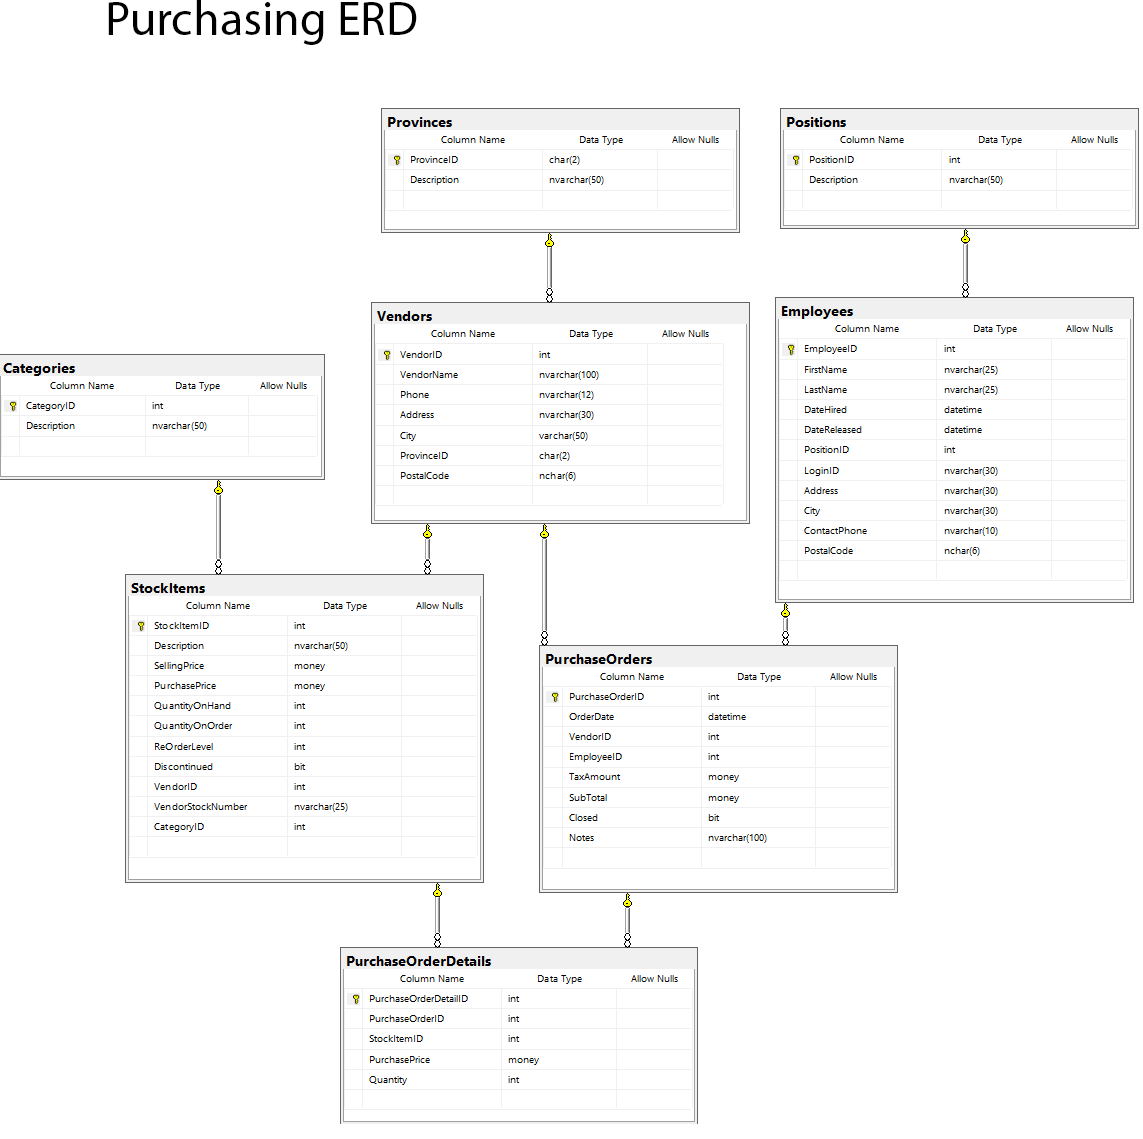 Purchasing ERD
Provinces
Column Name Data Type Allow Nulls
ProvinceID char(2)
Description nvarchar(50)
Positions
Column Name Data Type Allow Nulls
PositionID int
Description nvarchar(50)
Vendors
Column Name Data Type Allow Nulls
VendorID int
VendorName nvarchar(100)
Phone nvarchar(12)
Address nvarchar(30)
City varchar(50)
ProvinceID char(2)
PostalCode nchar(6)
Employees
Column Name Data Type Allow Nulls
EmployeeID int
FirstName nvarchar(25)
LastName nvarchar(25)
DateHired datetime
DateReleased datetime
PositionID int
LoginID nvarchar(30)
Address nvarchar(30)
City nvarchar(30)
ContactPhone nvarchar(10)
PostalCode nchar(6)
Categories
Column Name Data Type Allow Nulls
CategoryID int
Description nvarchar(50)
StockItems
Column Name Data Type Allow Nulls
StockItemID int
Description nvarchar(50)
SellingPrice money
PurchasePrice money
QuantityOnHand int
QuantityOnOrder int
ReOrderLevel int
Discontinued bit
VendorID int
VendorStockNumber nvarchar(25)
CategoryID int
PurchaseOrders
Column Name Data Type Allow Nulls
PurchaseOrderID int
OrderDate datetime
VendorID int
EmployeeID int
TaxAmount money
SubTotal money
Closed bit
Notes nvarchar(100)
PurchaseOrderDetails
Column Name Data Type Allow Nulls
PurchaseOrderDetailID int
PurchaseOrderID int
StockItemID int
PurchasePrice money
Quantity int